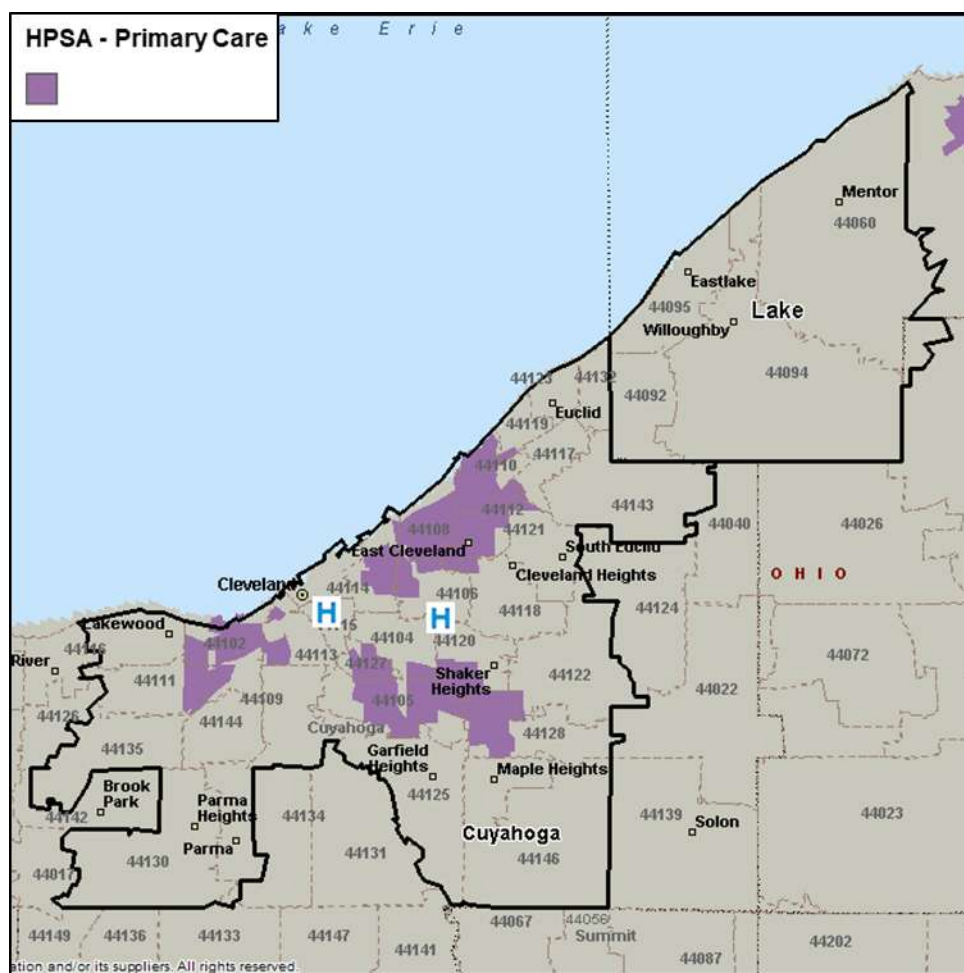 HPSA - Primary Care
ake Erie
Mentor
44060
Eastlake
44095
Lake
Willoughby
44094
44123
44132
44092
Euclid
44119
44117
44110
44143
44112
44108
44121
44040
44026
East Cleveland
South Euclid
Cleveland Heights
OHIO
Cleveland
44114
44106
H
H
15
44118
44124
Lakewood
44102
44113
44104
44120
44116
River
44127
Shaker
Heights
44122
44072
44111
44109
44105
44022
44126
44144
Cuyahoga
44128
44135
Garfield
Heights
Maple Heights
44125
Brook
Park
Parma
Heights
44142
44134
Cuyahoga
44139
Solon
44023
Parma
44130
44131
44146
44017
44067
44056
Summit
44149
44136
44133
44147
44141
44087
44202
ation and/or its suppliers. All rights reserved.